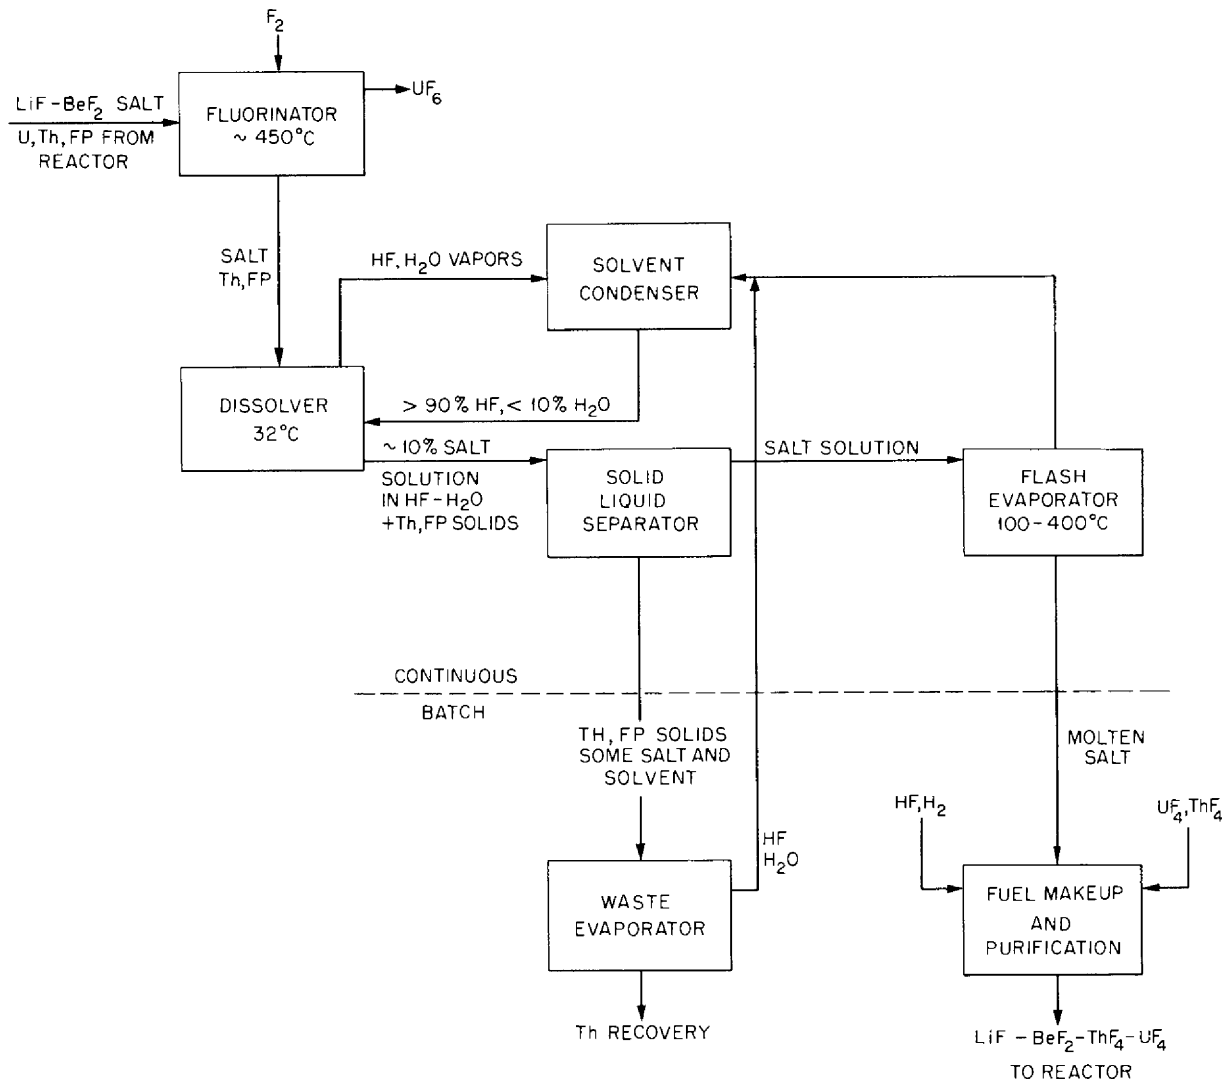 F₂
LiF-BeF₂ SALT
U,Th,FP FROM
REACTOR
FLUORINATOR
~ 450°C
UF₆
SALT
Th,FP
HF, H₂O VAPORS
SOLVENT
CONDENSER
DISSOLVER
32°C
> 90% HF, < 10% H₂O
~10% SALT
SOLUTION
IN HF-H₂O
+Th,FP SOLIDS
SOLID
LIQUID
SEPARATOR
SALT SOLUTION
FLASH
EVAPORATOR
100-400°C
CONTINUOUS
BATCH
TH, FP SOLIDS
SOME SALT AND
SOLVENT
MOLTEN
SALT
HF
H₂O
HF,H₂
UF₄,ThF₄
WASTE
EVAPORATOR
FUEL MAKEUP
AND
PURIFICATION
Th RECOVERY
LiF - BeF₂-ThF₄-UF₄
TO REACTOR